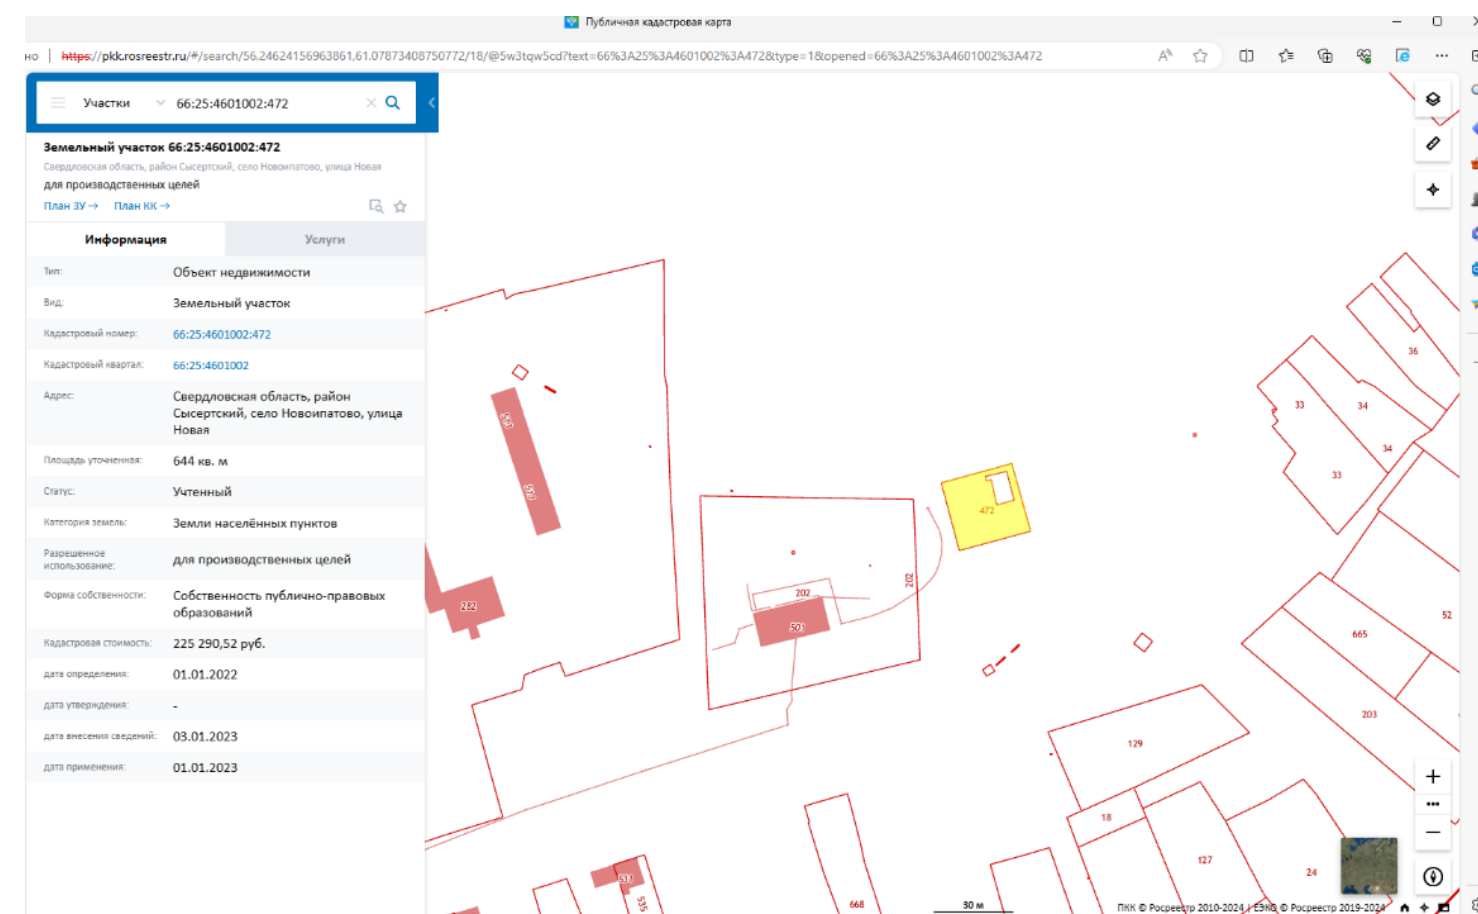 Публичная кадастровая карта
но
https://pkk.rosreestr.ru/#/search/56.24624156963861,61.07873408750772/18/@5w3tqw5cd?text=66%3A25%3A4601002%3A472&type=1&opened=66%3A25%3A4601002%3A472
Участки
66:25:4601002:472
Земельный участок 66:25:4601002:472
Свердловская область, район Сысертский, село Новоипатово, улица Новая
для производственных целей
План ЗУ →
План КК →
Информация
Услуги
Тип:
Объект недвижимости
Вид:
Земельный участок
Кадастровый номер:
66:25:4601002:472
Кадастровый квартал:
66:25:4601002
Адрес:
Свердловская область, район
Сысертский, село Новоипатово, улица
Новая
Площадь уточненная:
644 кв. м
Статус:
Учтенный
Категория земель:
Земли населённых пунктов
Разрешенное
использование:
для производственных целей
Форма собственности:
Собственность публично-правовых
образований
Кадастровая стоимость:
225 290,52 руб.
дата определения:
01.01.2022
дата утверждения:
-
дата внесения сведений:
03.01.2023
дата применения:
01.01.2023
36
33
34
34
33
472
202
202
501
282
52
665
203
129
18
127
24
668
535
30 м
ПКК © Росреестр 2010-2024 | ЕЭКО © Росреестр 2019-2024